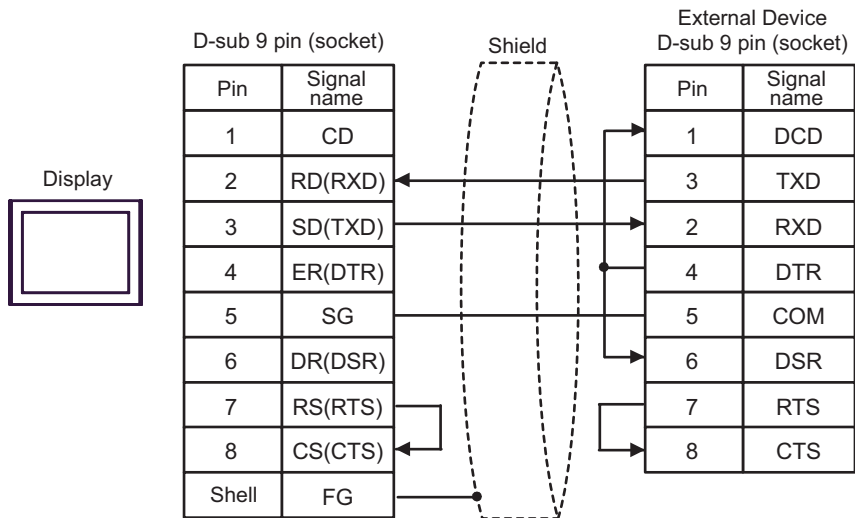 External Device
D-sub 9 pin (socket)
Shield
D-sub 9 pin (socket)
Display
Pin Signal name
1 CD
2 RD(RXD)
3 SD(TXD)
4 ER(DTR)
5 SG
6 DR(DSR)
7 RS(RTS)
8 CS(CTS)
Shell FG
Pin Signal name
1 DCD
3 TXD
2 RXD
4 DTR
5 COM
6 DSR
7 RTS
8 CTS